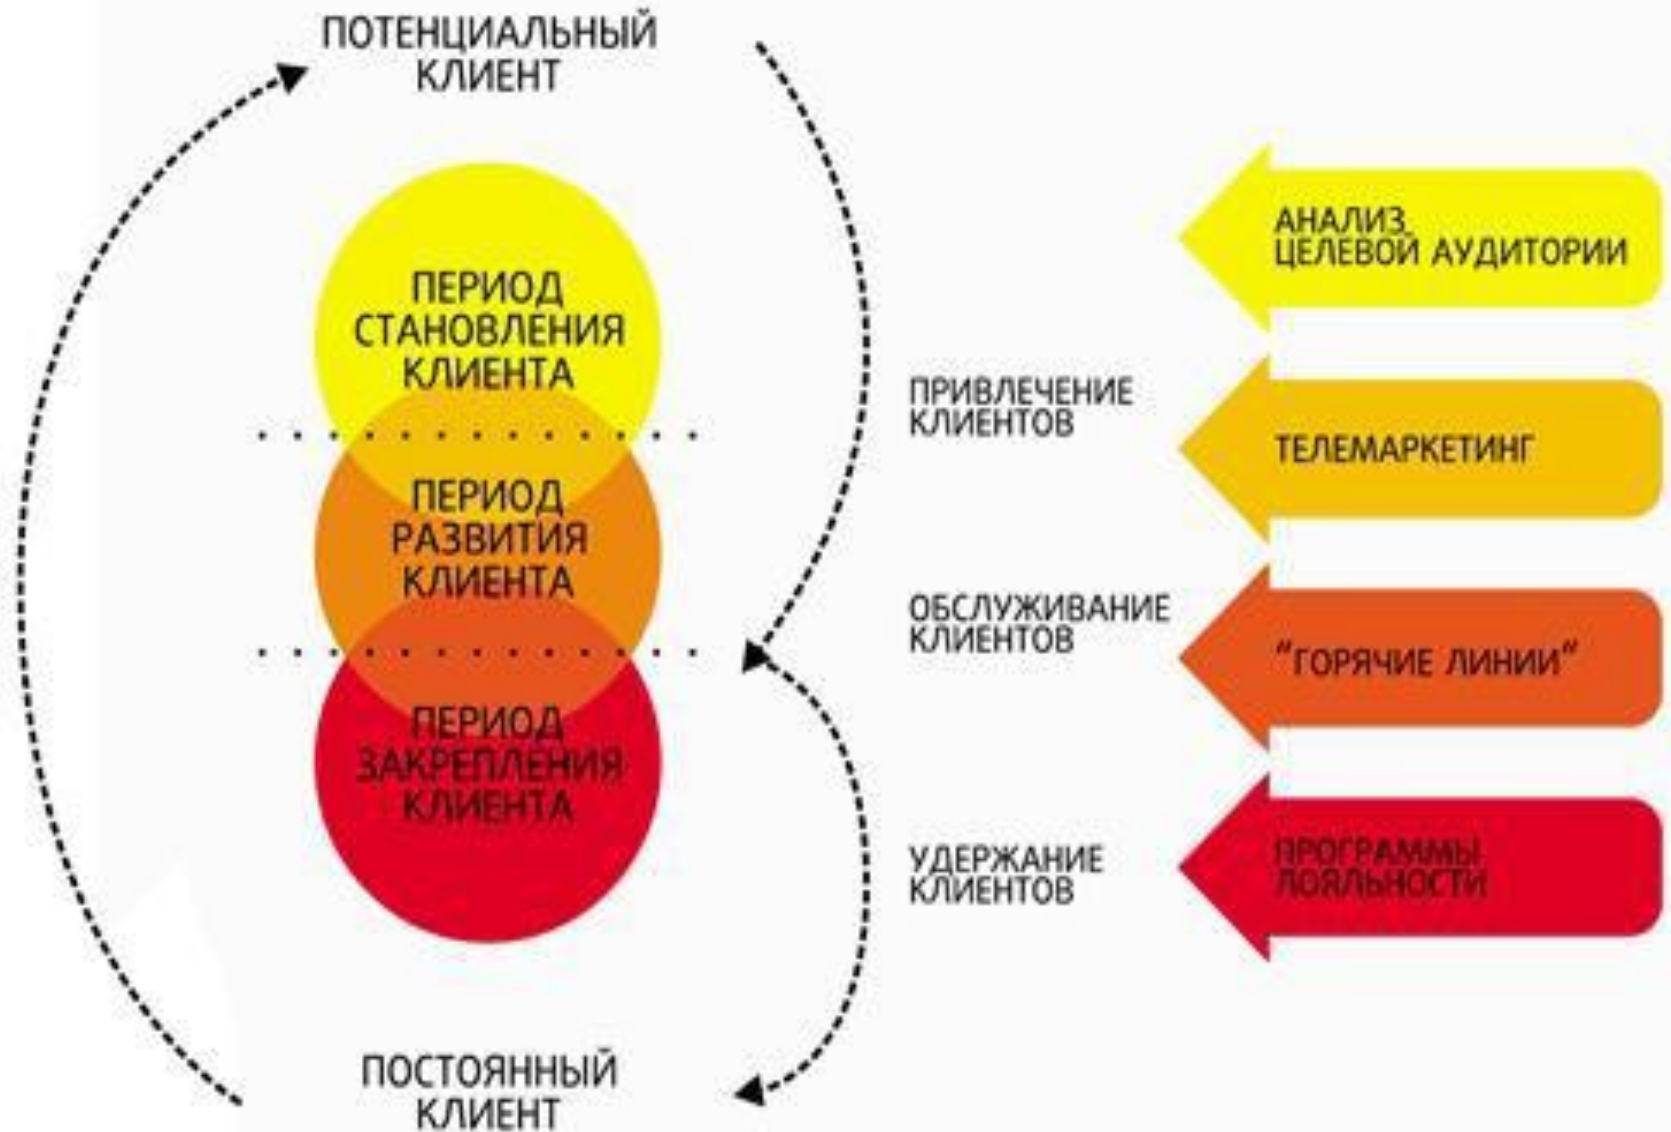 ПОТЕНЦИАЛЬНЫЙ
КЛИЕНТ
ПЕРИОД
СТАНОВЛЕНИЯ
КЛИЕНТА
ПЕРИОД
РАЗВИТИЯ
КЛИЕНТА
ПЕРИОД
ЗАКРЕПЛЕНИЯ
КЛИЕНТА
ПОСТОЯННЫЙ
КЛИЕНТ
ПРИВЛЕЧЕНИЕ
КЛИЕНТОВ
ОБСЛУЖИВАНИЕ
КЛИЕНТОВ
УДЕРЖАНИЕ
КЛИЕНТОВ
АНАЛИЗ
ЦЕЛЕВОЙ АУДИТОРИИ
ТЕЛЕМАРКЕТИНГ
“ГОРЯЧИЕ ЛИНИИ“
ПРОГРАММЫ
ЛОЯЛЬНОСТИ